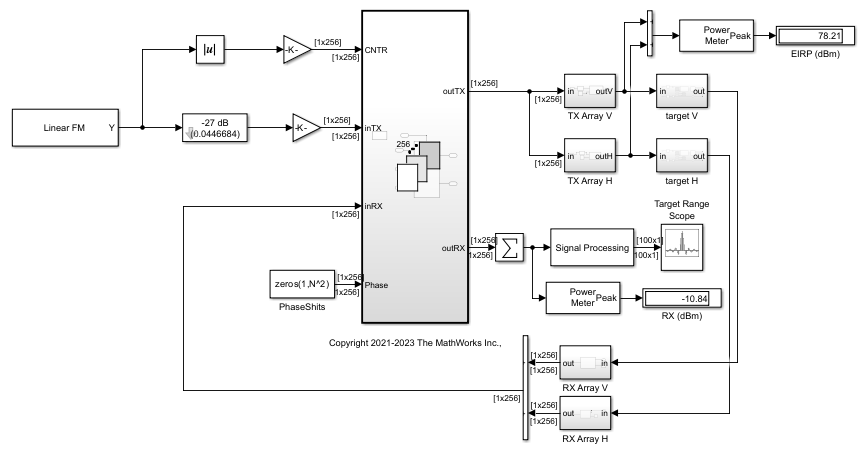 |u|
-K-
[1x256]
[1x256]
CNTR
Linear FM
Y
-27 dB
(0.0446684)
-K-
[1x256]
[1x256]
inTX
256
outTX
[1x256]
[1x256]
in
outV
TX Array V
in
out
target V
Power
Meter
Peak
78.21
EIRP (dBm)
[1x256]
in
outH
TX Array H
in
out
target H
inRX
[1x256]
outRX
[1x256]
[1x256]
Σ
Signal Processing
[100x1]
[100x1]
Target Range
Scope
zeros(1,N^2)
PhaseShits
[1x256]
[1x256]
Phase
Power
Meter
Peak
-10.84
RX (dBm)
Copyright 2021-2023 The MathWorks Inc.,
[1x256]
[1x256]
out
in
RX Array V
[1x256]
[1x256]
[1x256]
out
in
RX Array H